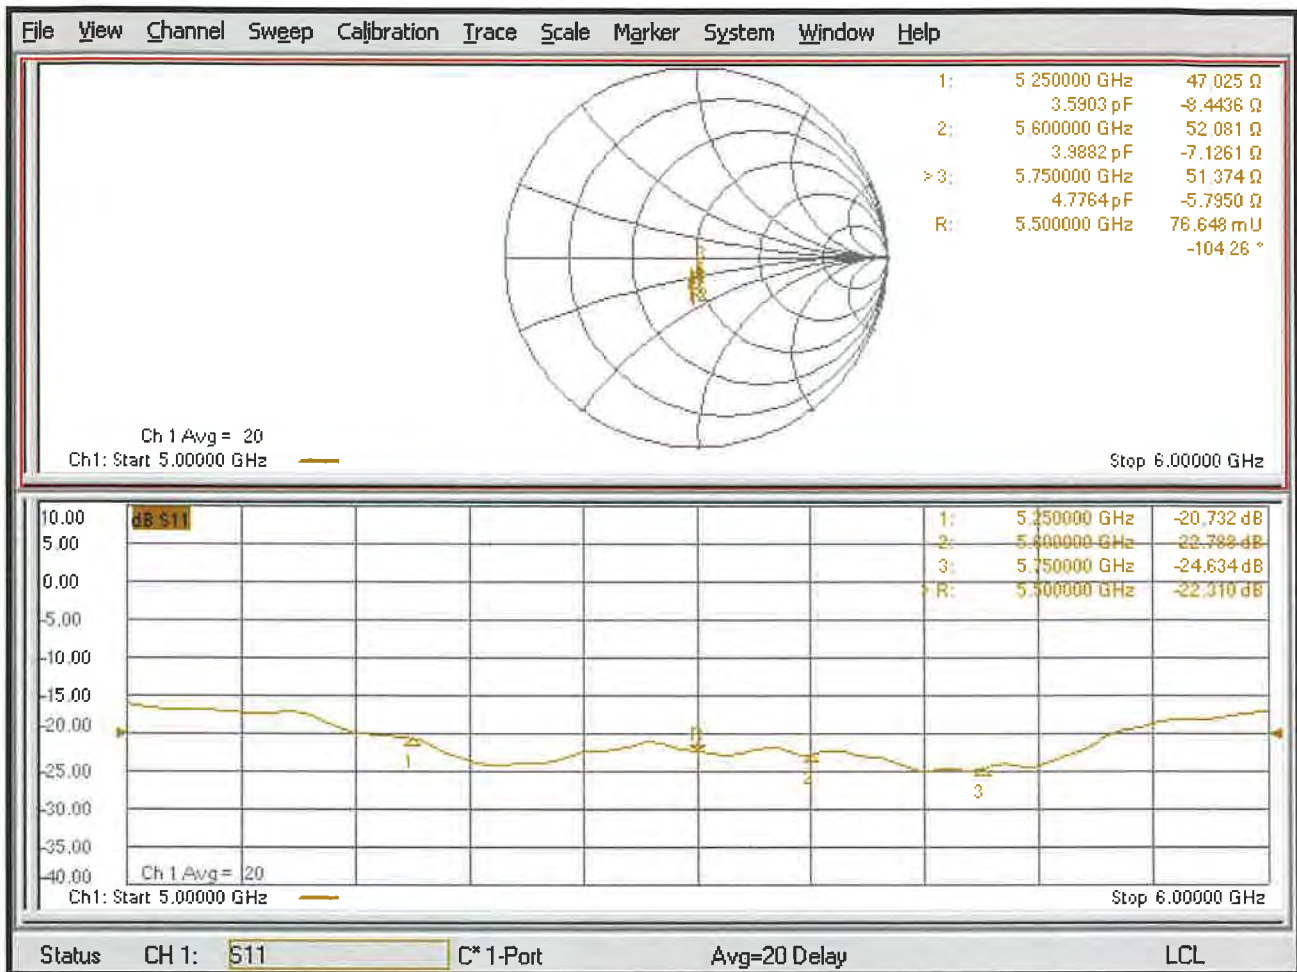 File View Channel Sweep Calibration Trace Scale Marker System Window Help
1: 5.250000 GHz 47.025 Ω
3.5903 pF -8.4436 Ω
2: 5.600000 GHz 52.081 Ω
3.9882 pF -7.1261 Ω
> 3: 5.750000 GHz 51.374 Ω
4.7764 pF -5.7950 Ω
R: 5.500000 GHz 76.648 mU
-104.26 °
Ch 1 Avg = 20
Ch1: Start 5.00000 GHz Stop 6.00000 GHz
10.00 dB S11 1: 5.250000 GHz -20.732 dB
5.00 2: 5.600000 GHz -22.788 dB
3: 5.750000 GHz -24.634 dB
0.00 > R: 5.500000 GHz -22.310 dB
-5.00
-10.00
-15.00
-20.00
R
1
2
3
-25.00
-30.00
-35.00
-40.00 Ch 1 Avg = 20
Ch1: Start 5.00000 GHz Stop 6.00000 GHz
Status CH 1: S11 C* 1-Port Avg=20 Delay LCL